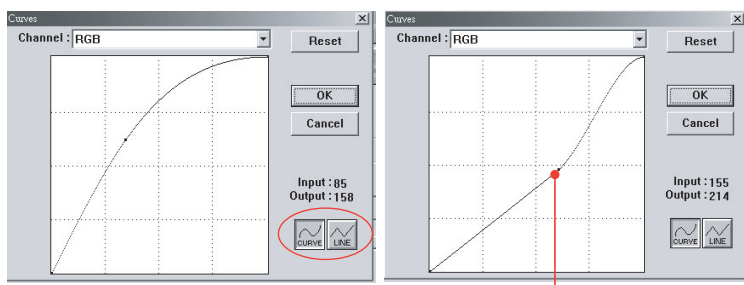 Curves
Channel : RGB
Reset
OK
Cancel
Input : 85
Output : 158
CURVE LINE
Curves
Channel : RGB
Reset
OK
Cancel
Input : 155
Output : 214
CURVE LINE